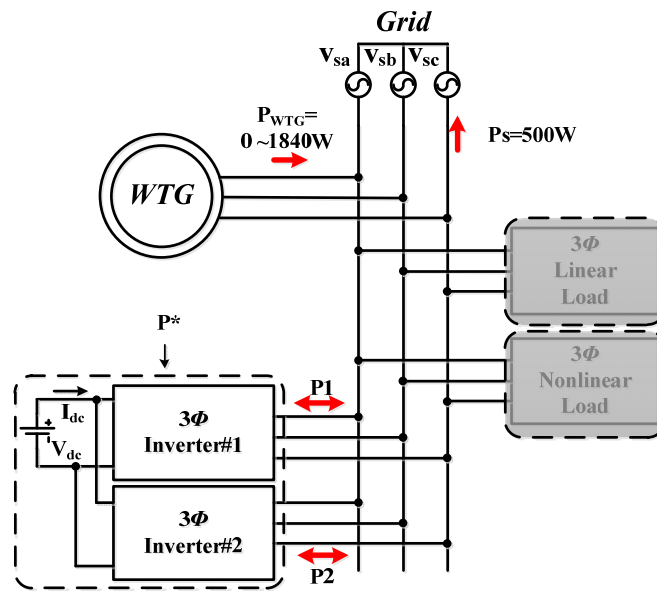 Grid
vsa vsb vsc
PWTG=
0 ~1840W
Ps=500W
WTG
3Φ
Linear
Load
P*
3Φ
Nonlinear
Load
P1
Idc
3Φ
Inverter#1
Vdc
3Φ
Inverter#2
P2